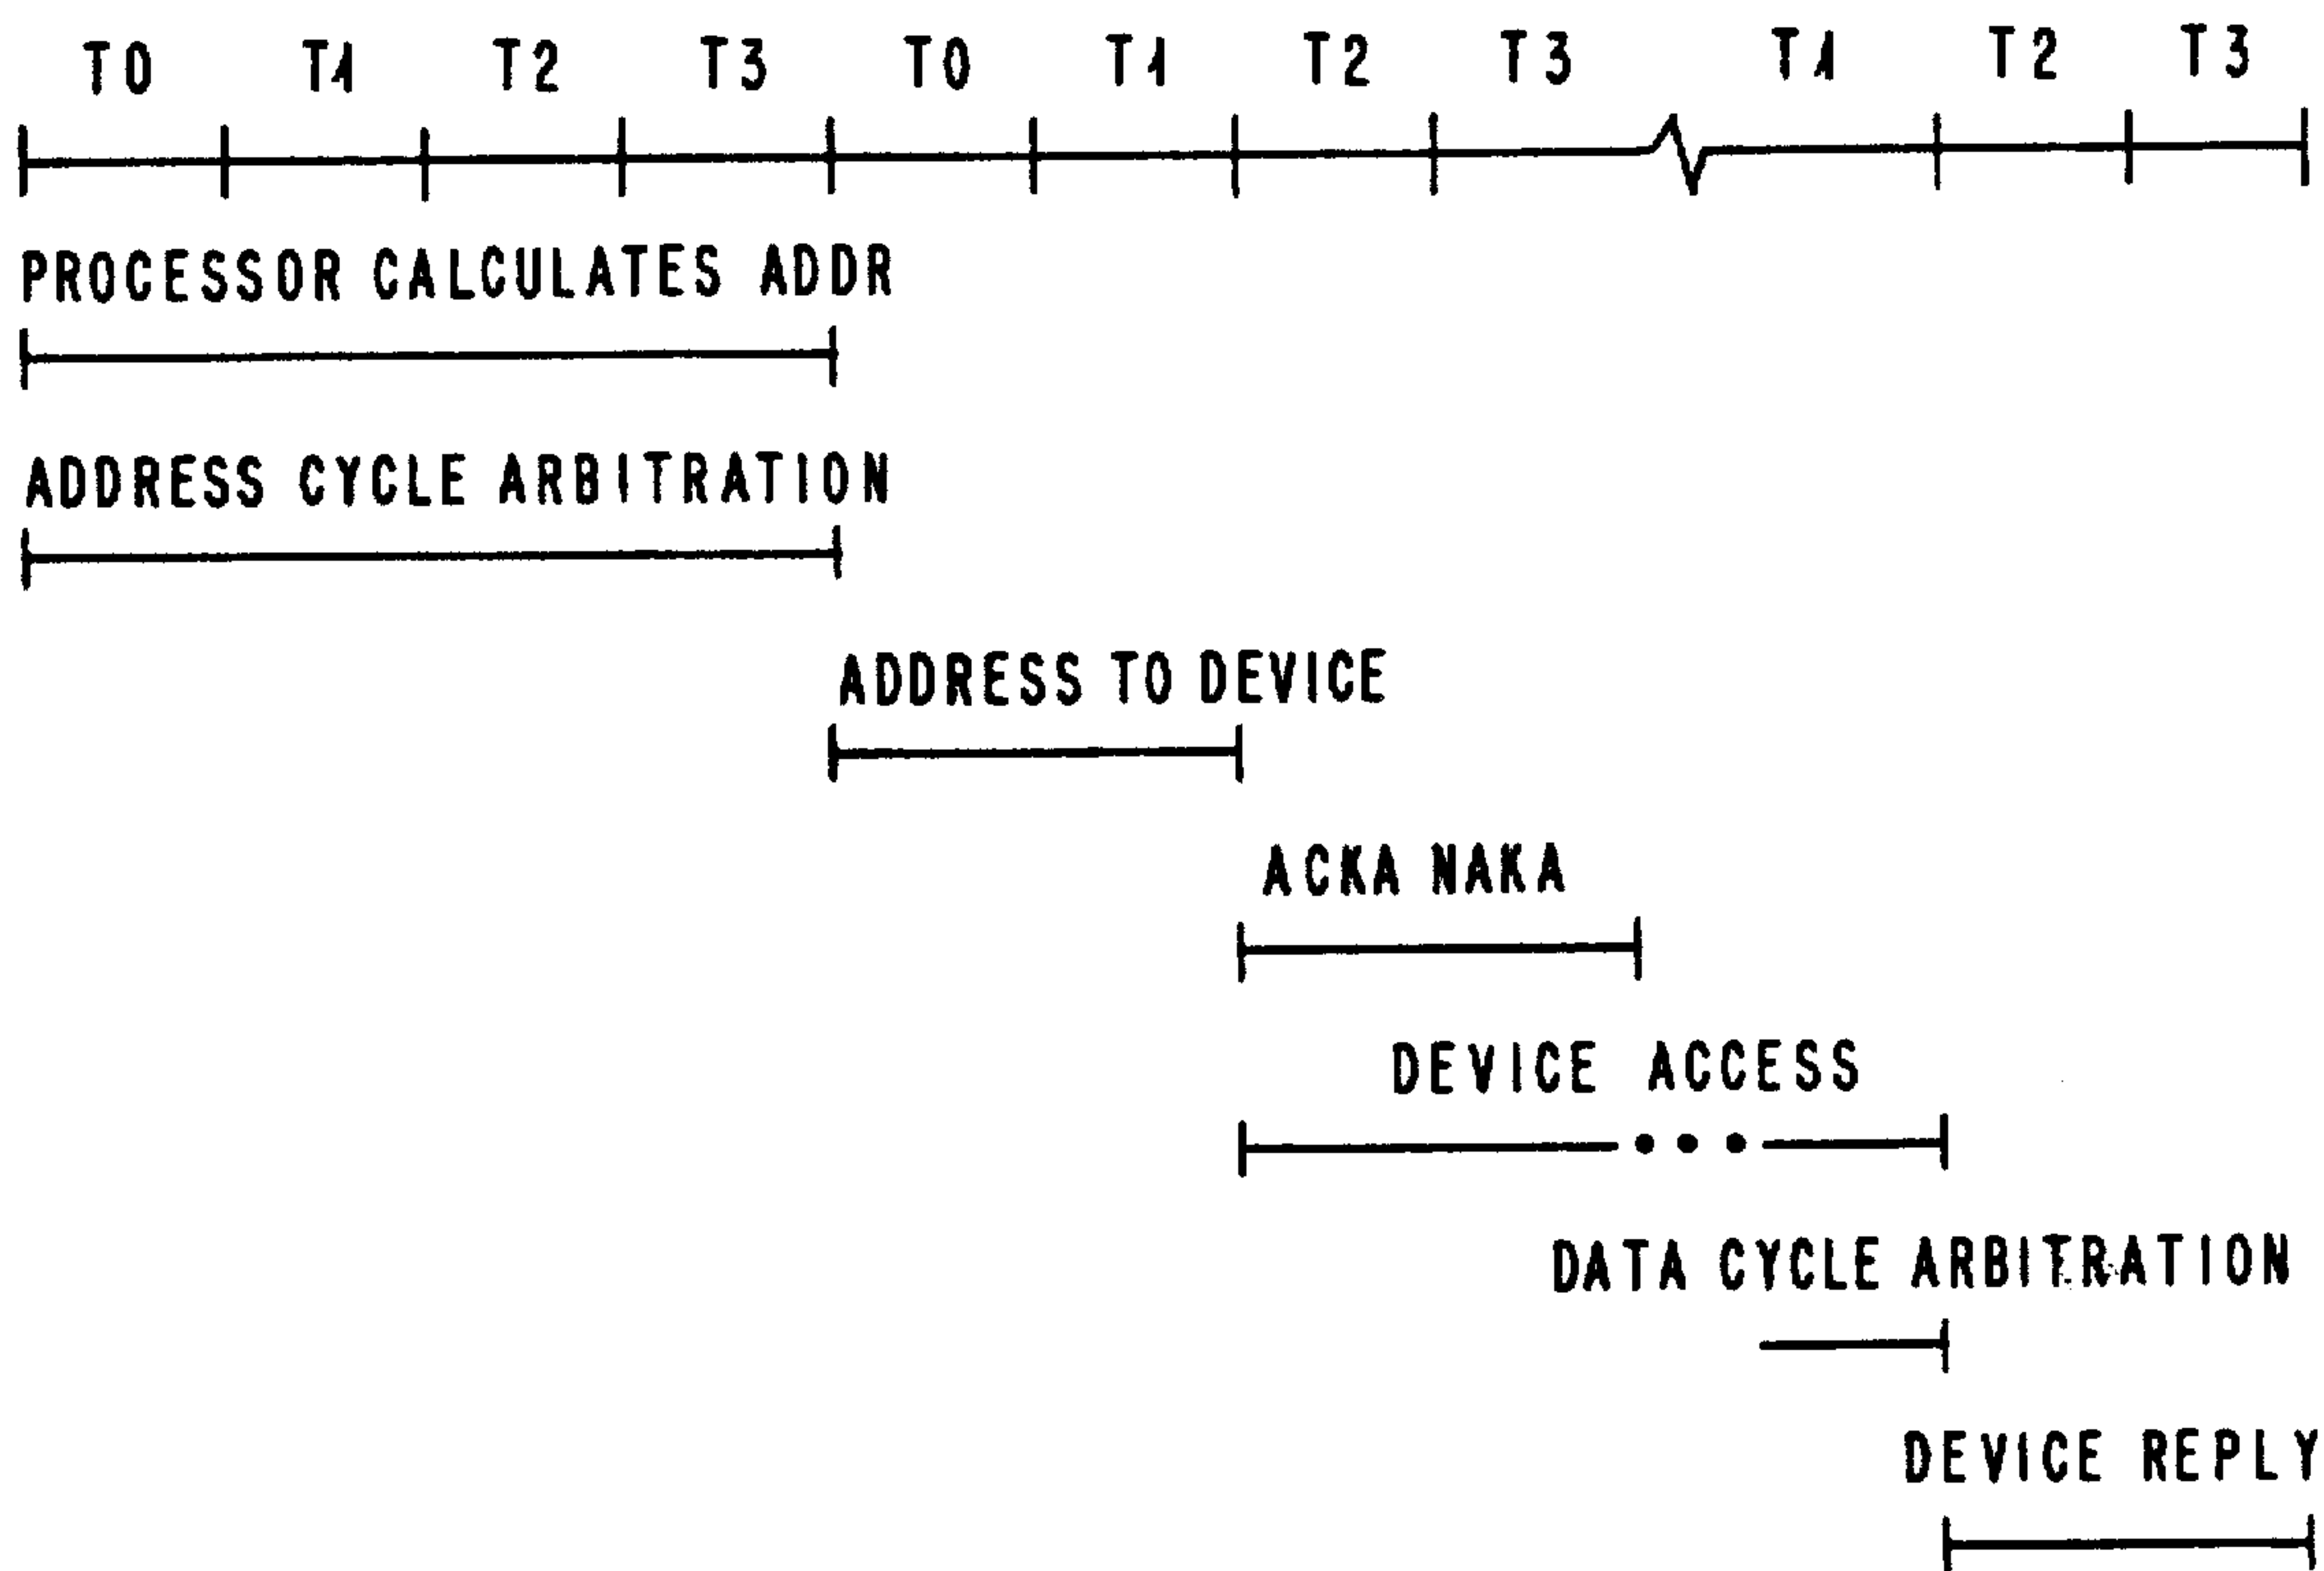 T0 T1 T2 T3 T0 T1 T2 T3 T1 T2 T3
PROCESSOR CALCULATES ADDR
ADDRESS CYCLE ARBITRATION
ADDRESS TO DEVICE
ACKA NAKA
DEVICE ACCESS
DATA CYCLE ARBITRATION
DEVICE REPLY